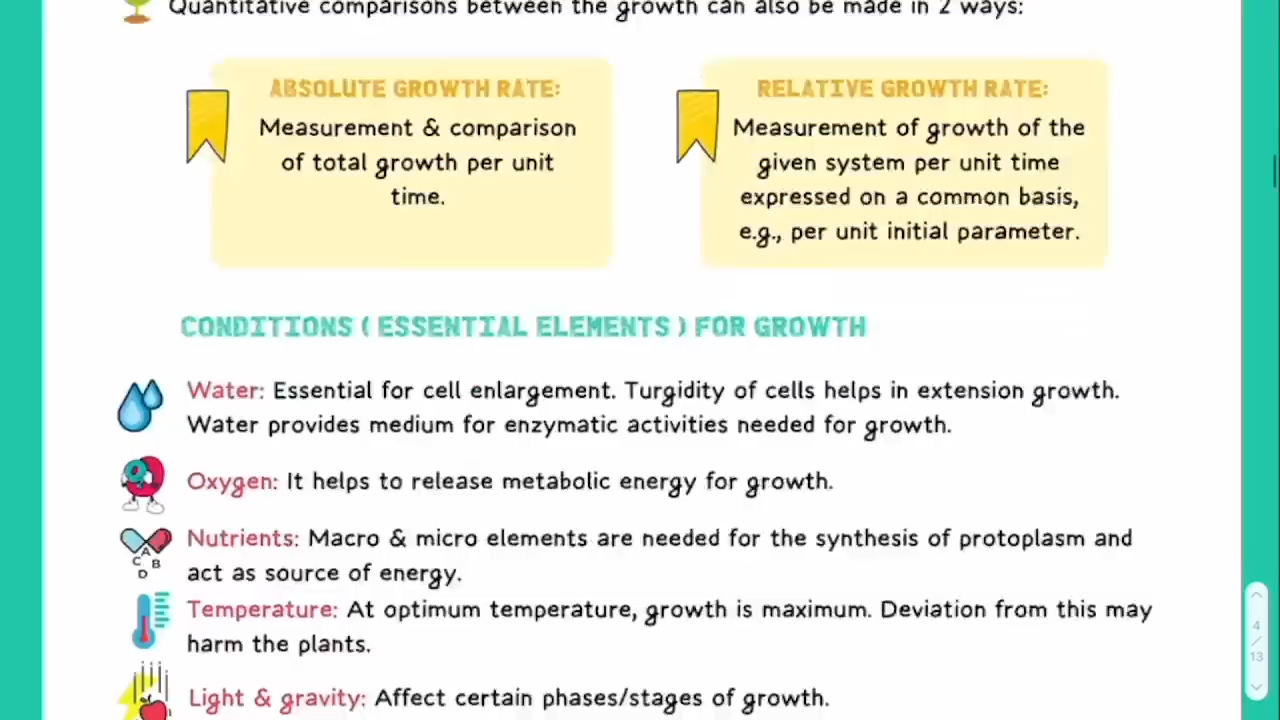 Quantitative comparisons between the growth can also be made in 2 ways:
ABSOLUTE GROWTH RATE:
Measurement & comparison
of total growth per unit
time.
RELATIVE GROWTH RATE:
Measurement of growth of the
given system per unit time
expressed on a common basis,
e.g., per unit initial parameter.
CONDITIONS ( ESSENTIAL ELEMENTS ) FOR GROWTH
Water: Essential for cell enlargement. Turgidity of cells helps in extension growth.
Water provides medium for enzymatic activities needed for growth.
Oxygen: It helps to release metabolic energy for growth.
A
C B
D
Nutrients: Macro & micro elements are needed for the synthesis of protoplasm and
act as source of energy.
Temperature: At optimum temperature, growth is maximum. Deviation from this may
harm the plants.
Light & gravity: Affect certain phases/stages of growth.
4
/
13